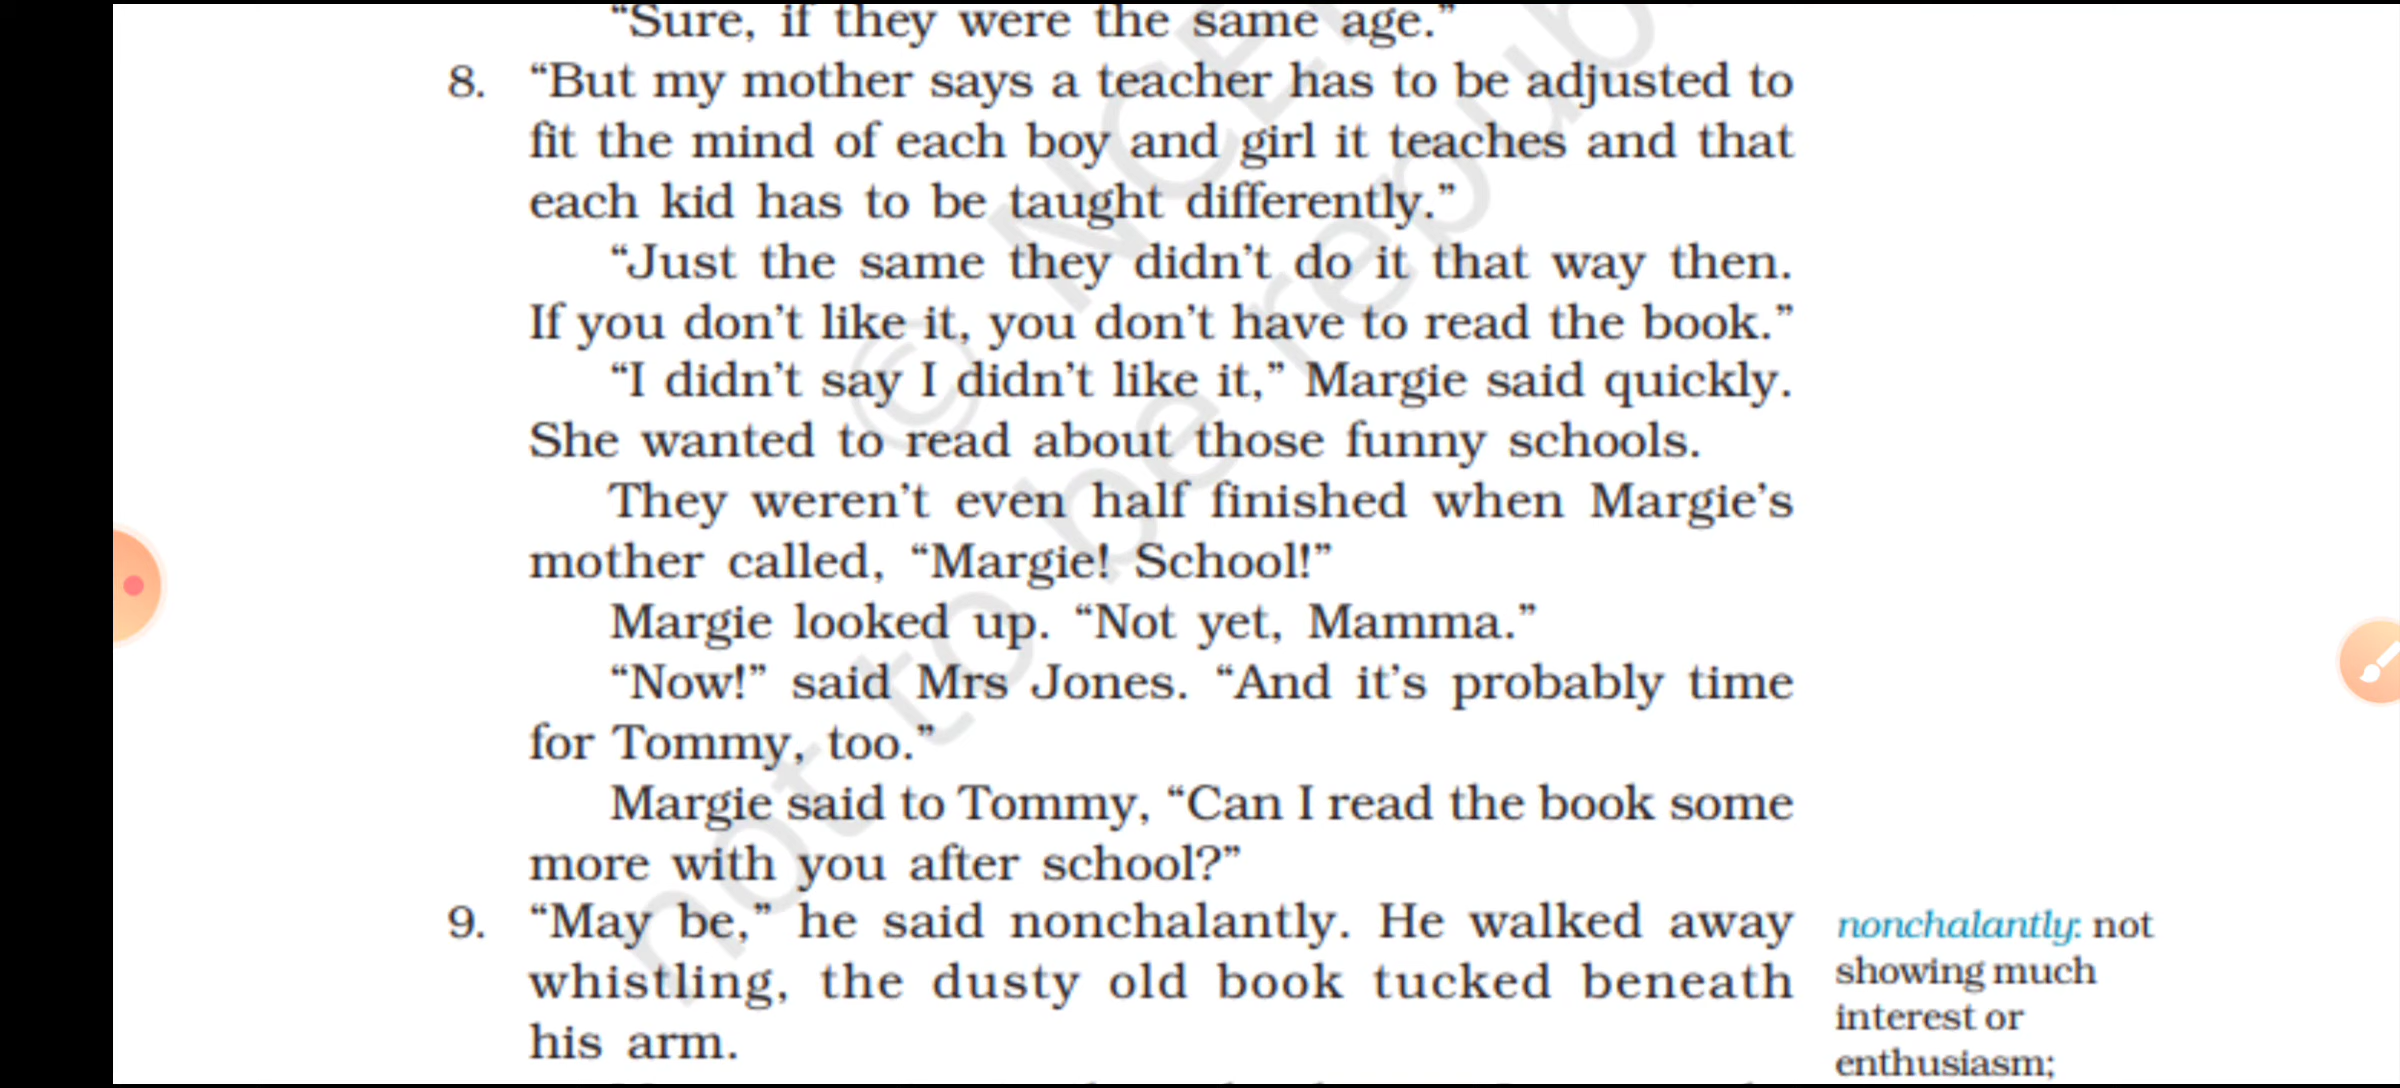 “Sure, if they were the same age.”
8. “But my mother says a teacher has to be adjusted to
fit the mind of each boy and girl it teaches and that
each kid has to be taught differently.”
“Just the same they didn’t do it that way then.
If you don’t like it, you don’t have to read the book.”
“I didn’t say I didn’t like it,” Margie said quickly.
She wanted to read about those funny schools.
They weren’t even half finished when Margie’s
mother called, “Margie! School!”
Margie looked up. “Not yet, Mamma.”
“Now!” said Mrs Jones. “And it’s probably time
for Tommy, too.”
Margie said to Tommy, “Can I read the book some
more with you after school?”
9. “May be,” he said nonchalantly. He walked away
whistling, the dusty old book tucked beneath
his arm.
nonchalantly: not
showing much
interest or
enthusiasm;
©
not to be